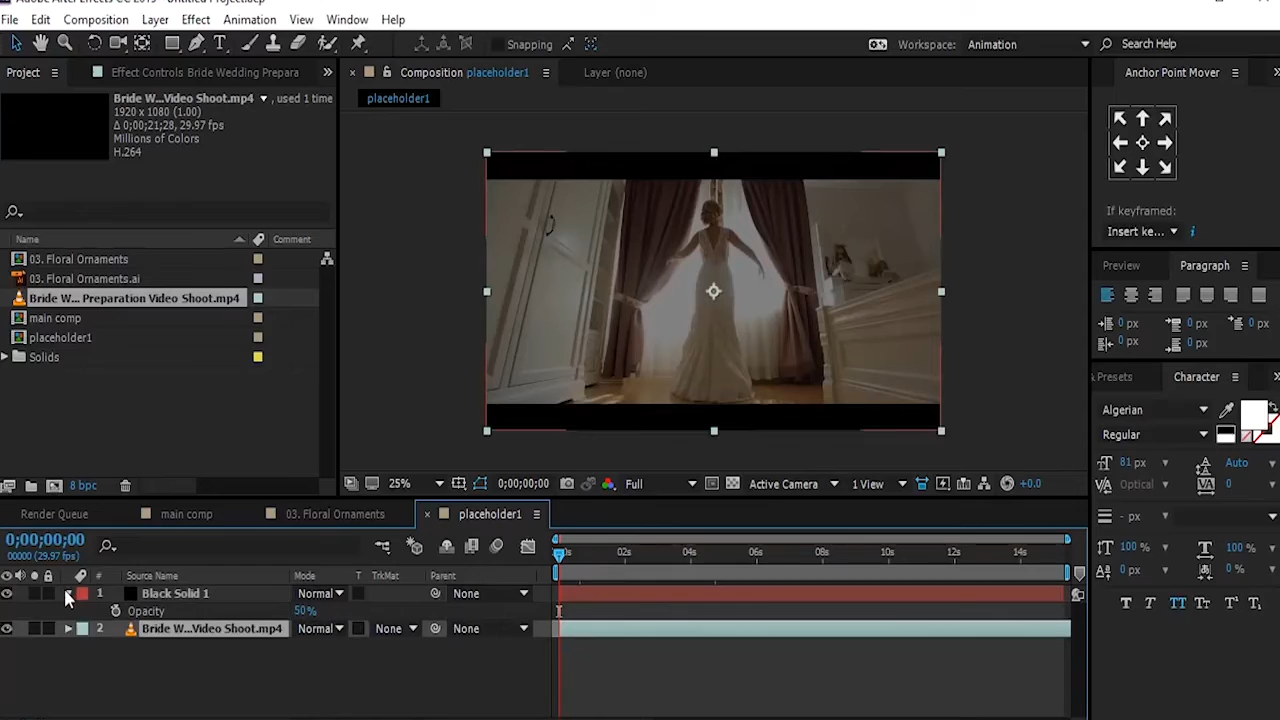 File Edit Composition Layer Effect Animation View Window Help
Snapping Workspace: Animation Search Help
Project Effect Controls Bride Wedding Prepara
Bride W...Video Shoot.mp4 , used 1 time
1920 x 1080 (1.00)
Δ 0;00;21;28, 29.97 fps
Millions of Colors
H.264
Name Comment
03. Floral Ornaments
03. Floral Ornaments.ai
Bride W... Preparation Video Shoot.mp4
main comp
placeholder1
Solids
8 bpc
Composition placeholder1 Layer (none)
placeholder1
25% 0;00;00;00 Full Active Camera 1 View +0.0
Anchor Point Mover
If keyframed:
Insert ke...
Preview Paragraph
0 px 0 px 0 px
0 px 0 px
& Presets Character
Algerian
Regular
81 px Auto
Optical 0
- px
100 % 100 %
0 px 0 %
T T TT Tt T¹ T₁
Render Queue main comp 03. Floral Ornaments placeholder1
0;00;00;00
00000 (29.97 fps)
02s 04s 06s 08s 10s 12s 14s
# Source Name Mode T TrkMat Parent
1 Black Solid 1 Normal None
Opacity 50%
2 Bride W...Video Shoot.mp4 Normal None None